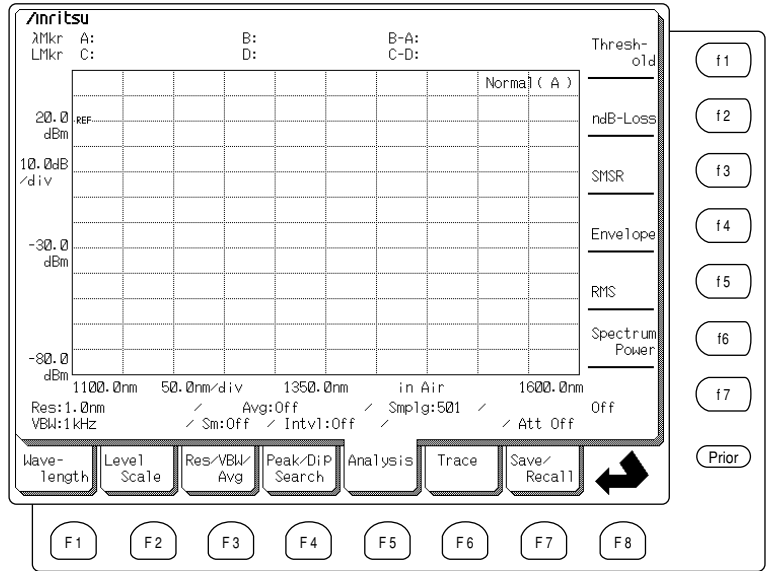 Anritsu
λMkr A: B: B-A:
LMkr C: D: C-D:
Normal( A )
20.0
dBm
REF
10.0dB
/div
-30.0
dBm
-80.0
dBm
1100.0nm 50.0nm/div 1350.0nm in Air 1600.0nm
Res:1.0nm / Avg:Off / Smplg:501 / Off
VBW:1kHz / Sm:Off / Intvl:Off / / Att Off
Thresh-
old
ndB-Loss
SMSR
Envelope
RMS
Spectrum
Power
Wave-
length
Level
Scale
Res/VBW/
Avg
Peak/Dip
Search
Analysis
Trace
Save/
Recall
f1
f2
f3
f4
f5
f6
f7
Prior
F1 F2 F3 F4 F5 F6 F7 F8